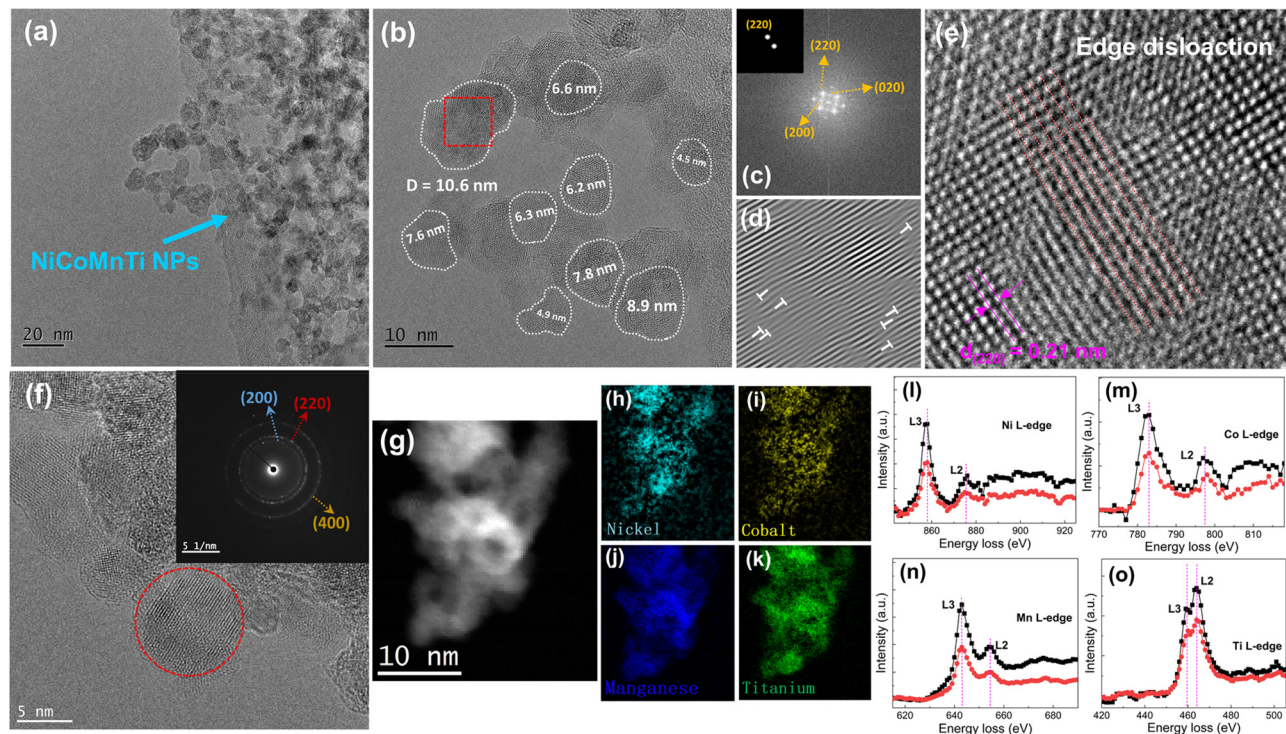 (a)
NiCoMnTi NPs
20 nm
(b)
6.6 nm
4.5 nm
D = 10.6 nm
6.2 nm
6.3 nm
7.6 nm
7.8 nm
8.9 nm
4.9 nm
10 nm
(220)
(220)
(020)
(200)
(c)
(d)
(e)
Edge disloaction
d(220) = 0.21 nm
(f)
(200)
(220)
(400)
5 1/nm
5 nm
(g)
10 nm
(h)
Nickel
(i)
Cobalt
(j)
Manganese
(k)
Titanium
(l)
L3
Ni L-edge
L2
Intensity (a.u.)
860 880 900 920
Energy loss (eV)
(m)
L3
Co L-edge
L2
Intensity (a.u.)
770 780 790 800 810
Energy loss (eV)
(n)
L3
Mn L-edge
L2
Intensity (a.u.)
620 640 660 680
Energy loss (eV)
(o)
L2
L3
Ti L-edge
Intensity (a.u.)
420 440 460 480 500
Energy loss (eV)